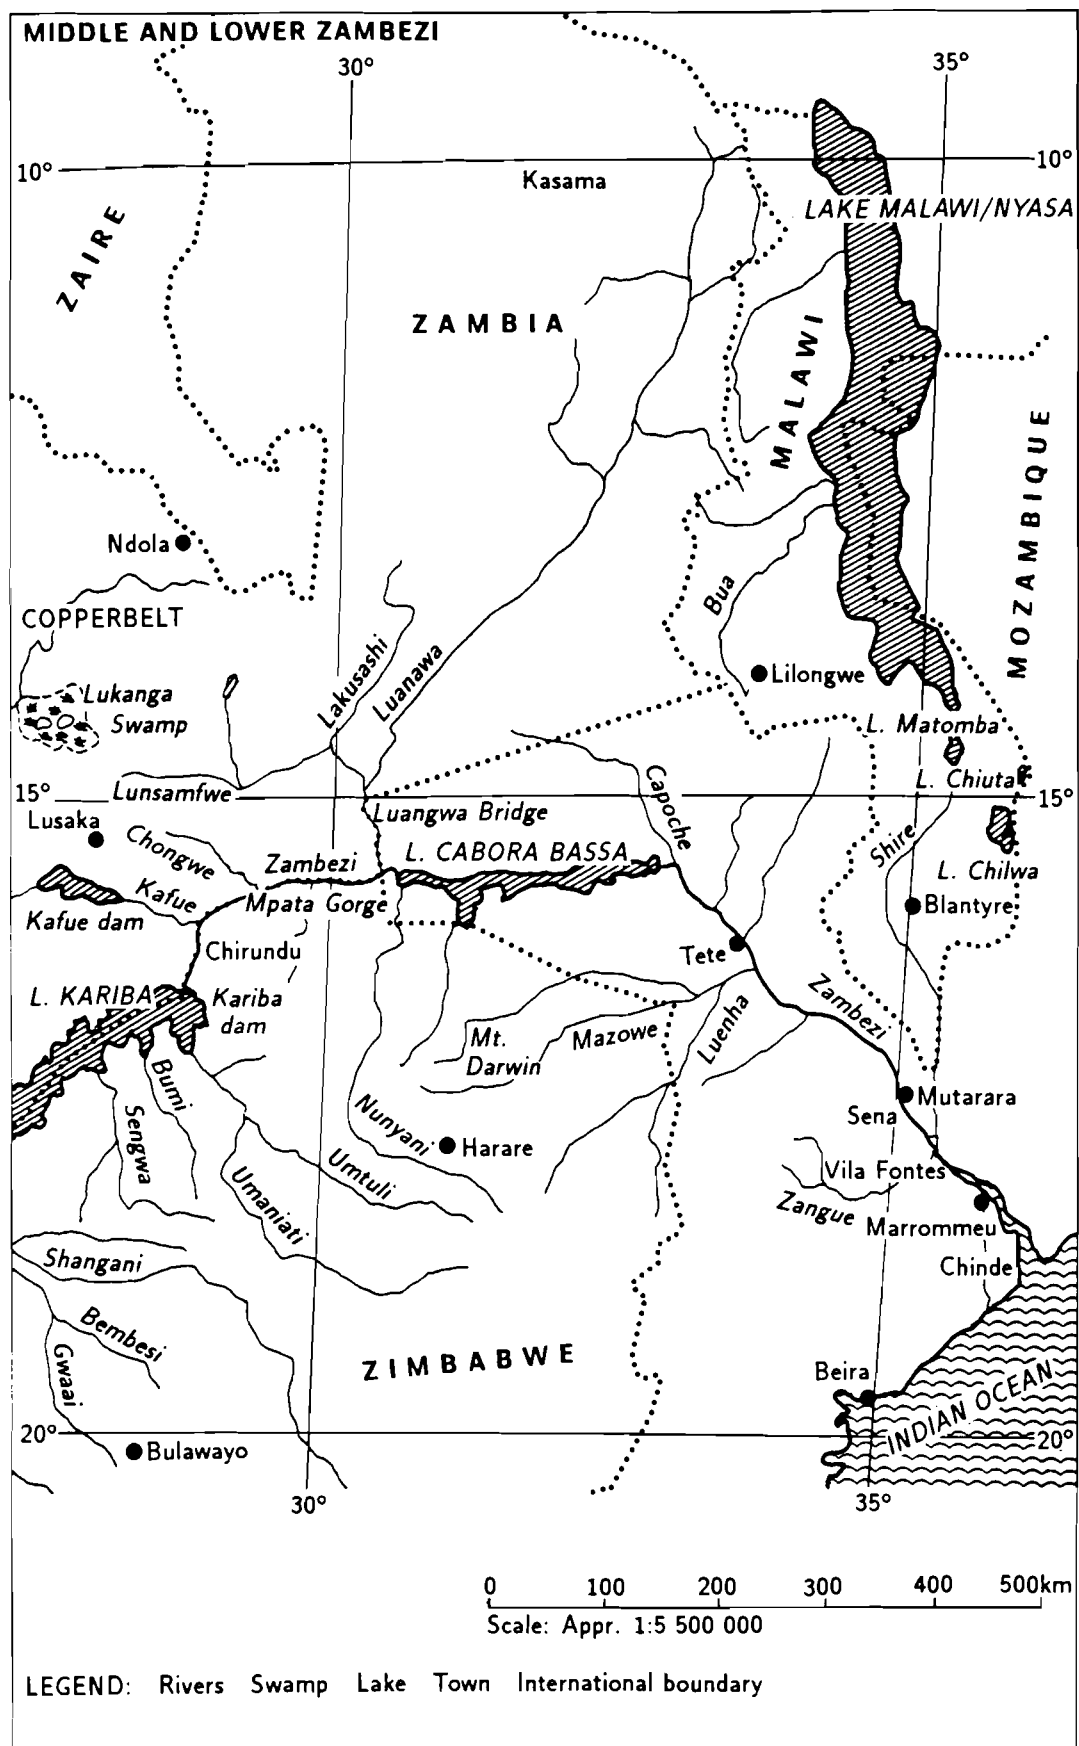 MIDDLE AND LOWER ZAMBEZI
30°
35°
10°
10°
Kasama
LAKE MALAWI/NYASA
ZAIRE
ZAMBIA
MALAWI
MOZAMBIQUE
Ndola
COPPERBELT
Bua
Lakusashi
Luanawa
Lilongwe
Lukanga
Swamp
L. Matomba
L. Chiuta
15°
Lunsamfwe
15°
Luangwa Bridge
Capoche
Lusaka
Chongwe
Zambezi
L. CABORA BASSA
Shire
L. Chilwa
Kafue
Mpata Gorge
Blantyre
Kafue dam
Chirundu
Tete
L. KARIBA
Kariba
dam
Zambezi
Luenha
Mt.
Darwin
Mazowe
Bumi
Sengwa
Nunyani
Harare
Mutarara
Sena
Umtuli
Umaniati
Vila Fontes
Zangue
Marrommeu
Shangani
Chinde
Bembesi
Gwaai
ZIMBABWE
Beira
INDIAN OCEAN
20°
Bulawayo
20°
30°
35°
0 100 200 300 400 500km
Scale: Appr. 1:5 500 000
LEGEND: Rivers Swamp Lake Town International boundary